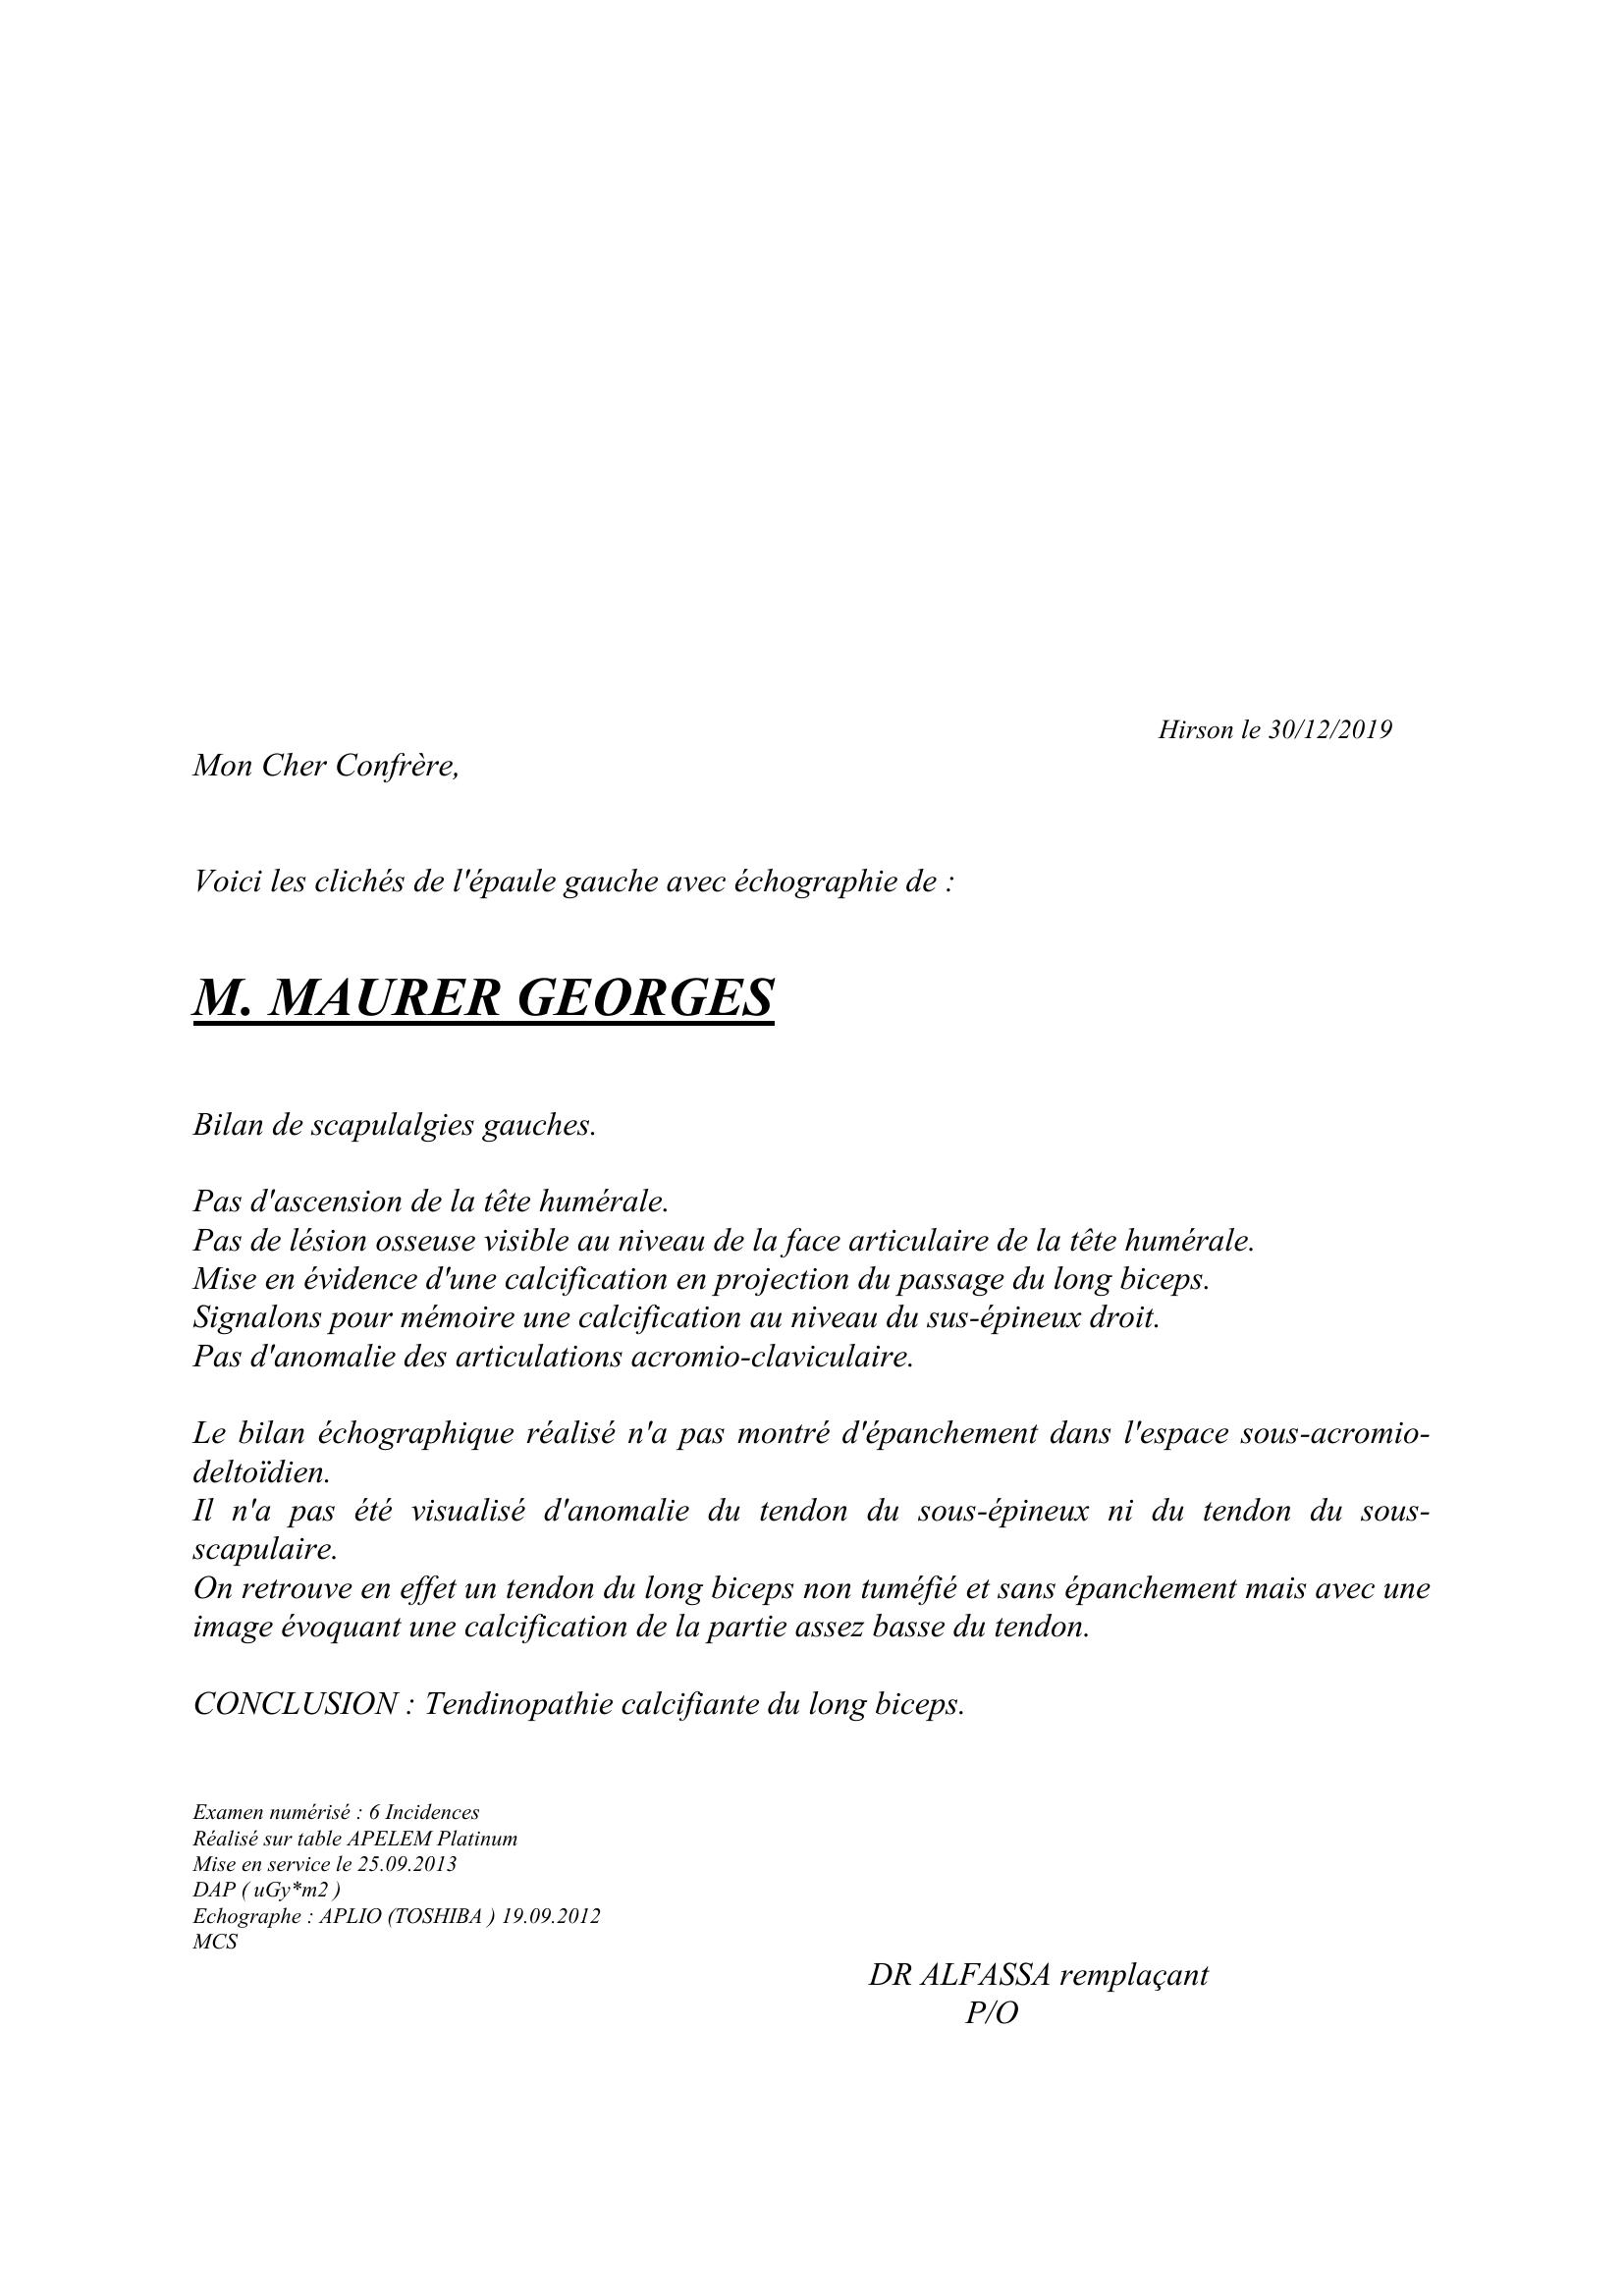 Hirson le 30/12/2019
Mon Cher Confrère,
Voici les clichés de l'épaule gauche avec échographie de :
M. MAURER GEORGES
Bilan de scapulalgies gauches.
Pas d'ascension de la tête humérale.
Pas de lésion osseuse visible au niveau de la face articulaire de la tête humérale.
Mise en évidence d'une calcification en projection du passage du long biceps.
Signalons pour mémoire une calcification au niveau du sus-épineux droit.
Pas d'anomalie des articulations acromio-claviculaire.
Le bilan échographique réalisé n'a pas montré d'épanchement dans l'espace sous-acromio-
deltoïdien.
Il n'a pas été visualisé d'anomalie du tendon du sous-épineux ni du tendon du sous-
scapulaire.
On retrouve en effet un tendon du long biceps non tuméfié et sans épanchement mais avec une
image évoquant une calcification de la partie assez basse du tendon.
CONCLUSION : Tendinopathie calcifiante du long biceps.
Examen numérisé : 6 Incidences
Réalisé sur table APELEM Platinum
Mise en service le 25.09.2013
DAP ( uGy*m2 )
Echographe : APLIO (TOSHIBA ) 19.09.2012
MCS
DR ALFASSA remplaçant
P/O